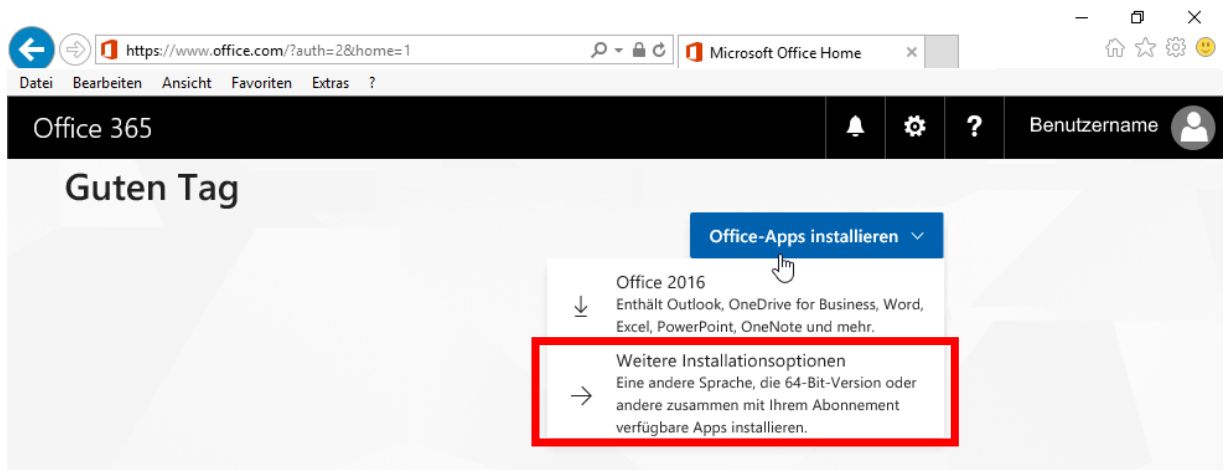 https://www.office.com/?auth=2&home=1
Microsoft Office Home
Datei Bearbeiten Ansicht Favoriten Extras ?
Office 365
? Benutzername
Guten Tag
Office-Apps installieren
Office 2016
Enthält Outlook, OneDrive for Business, Word,
Excel, PowerPoint, OneNote und mehr.
Weitere Installationsoptionen
Eine andere Sprache, die 64-Bit-Version oder
andere zusammen mit Ihrem Abonnement
verfügbare Apps installieren.